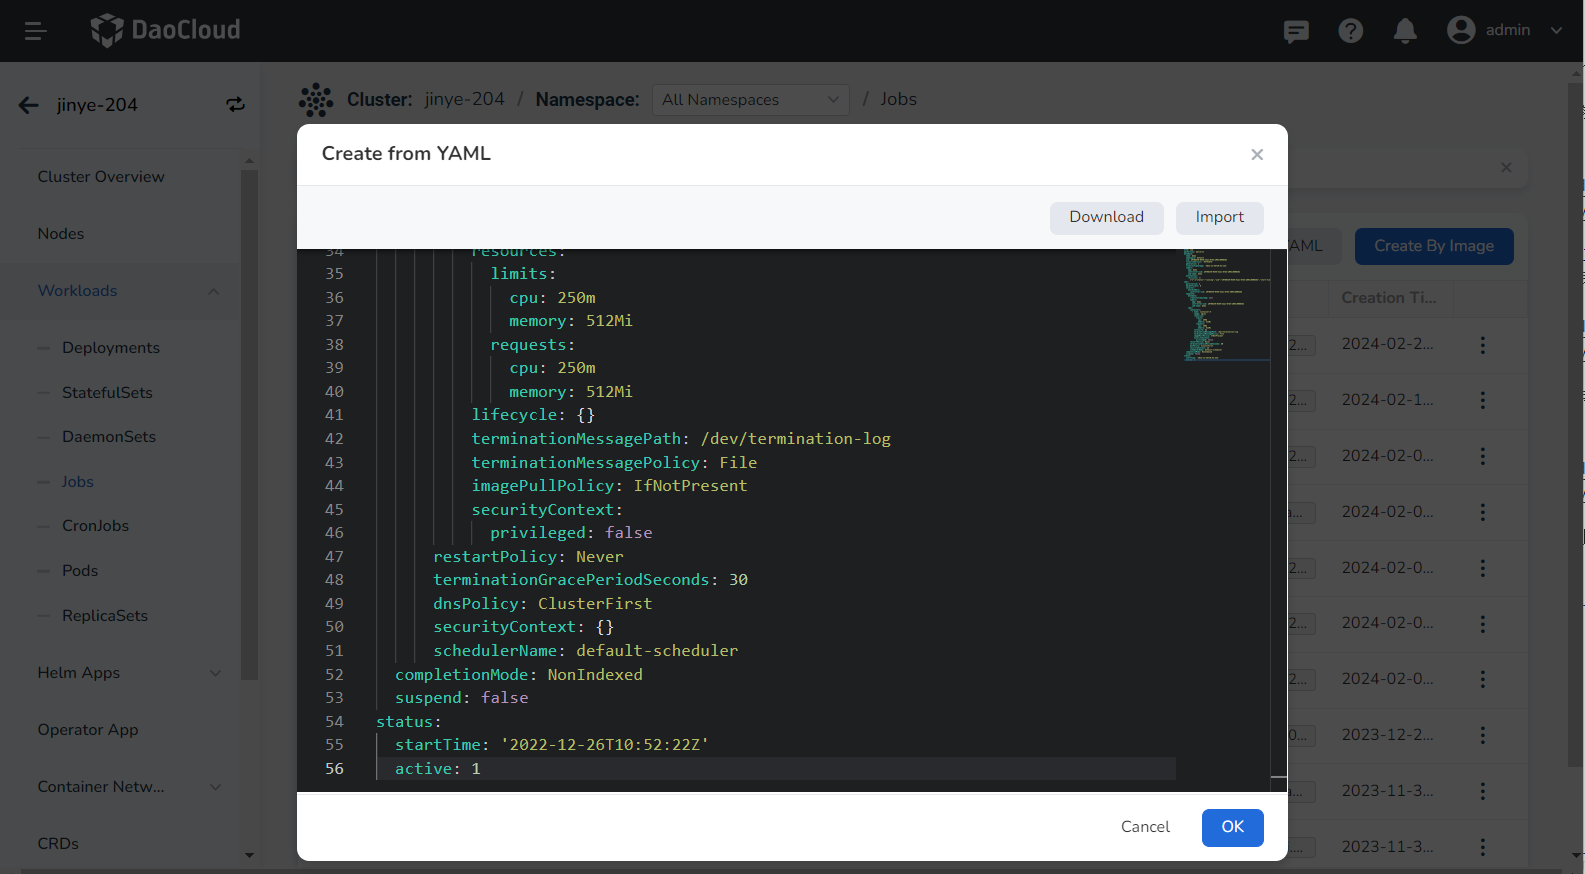 DaoCloud
admin
jinye-204
Cluster: jinye-204 / Namespace: All Namespaces / Jobs
Cluster Overview
Nodes
Workloads
Deployments
StatefulSets
DaemonSets
Jobs
CronJobs
Pods
ReplicaSets
Helm Apps
Operator App
Container Netw...
CRDs
Create from YAML
Download
Import
34 resources:
35 limits:
36 cpu: 250m
37 memory: 512Mi
38 requests:
39 cpu: 250m
40 memory: 512Mi
41 lifecycle: {}
42 terminationMessagePath: /dev/termination-log
43 terminationMessagePolicy: File
44 imagePullPolicy: IfNotPresent
45 securityContext:
46 privileged: false
47 restartPolicy: Never
48 terminationGracePeriodSeconds: 30
49 dnsPolicy: ClusterFirst
50 securityContext: {}
51 schedulerName: default-scheduler
52 completionMode: NonIndexed
53 suspend: false
54 status:
55 startTime: '2022-12-26T10:52:22Z'
56 active: 1
Cancel
OK
YAML
Create By Image
Creation Ti...
2... 2024-02-2...
2... 2024-02-1...
2... 2024-02-0...
a... 2024-02-0...
2... 2024-02-0...
2... 2024-02-0...
2... 2024-02-0...
0... 2023-12-2...
a... 2023-11-3...
... 2023-11-3...